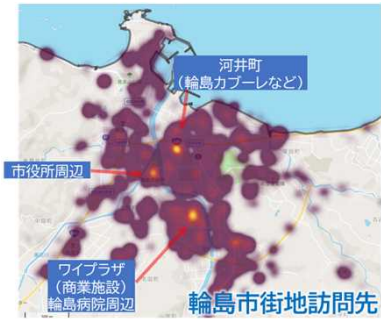 河井町
(輪島カブーレなど)
市役所周辺
ワイプラザ
(商業施設)
輪島病院周辺
輪島市街地訪問先